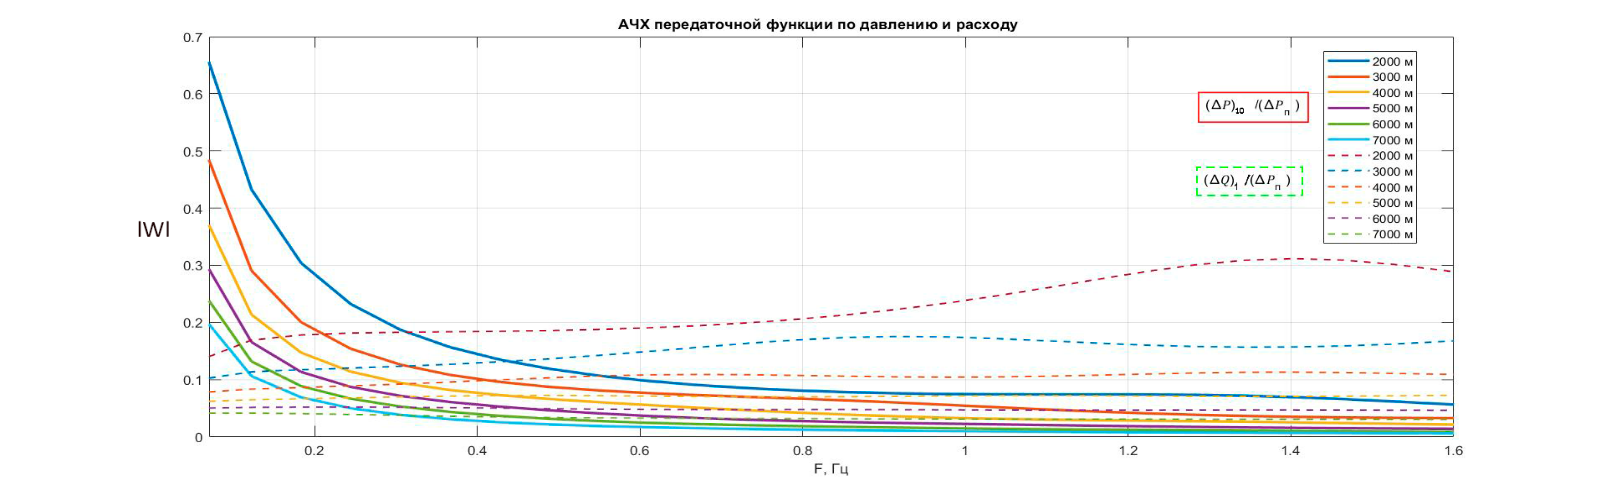 АЧХ передаточной функции по давлению и расходу
0.7
0.6
0.5
0.4
0.3
0.2
0.1
0
|W|
0.2 0.4 0.6 0.8 1 1.2 1.4 1.6
F, Гц
(ΔP)₁₀ /(ΔPп)
(ΔQ)₁ /(ΔPп)
2000 м
3000 м
4000 м
5000 м
6000 м
7000 м
2000 м
3000 м
4000 м
5000 м
6000 м
7000 м